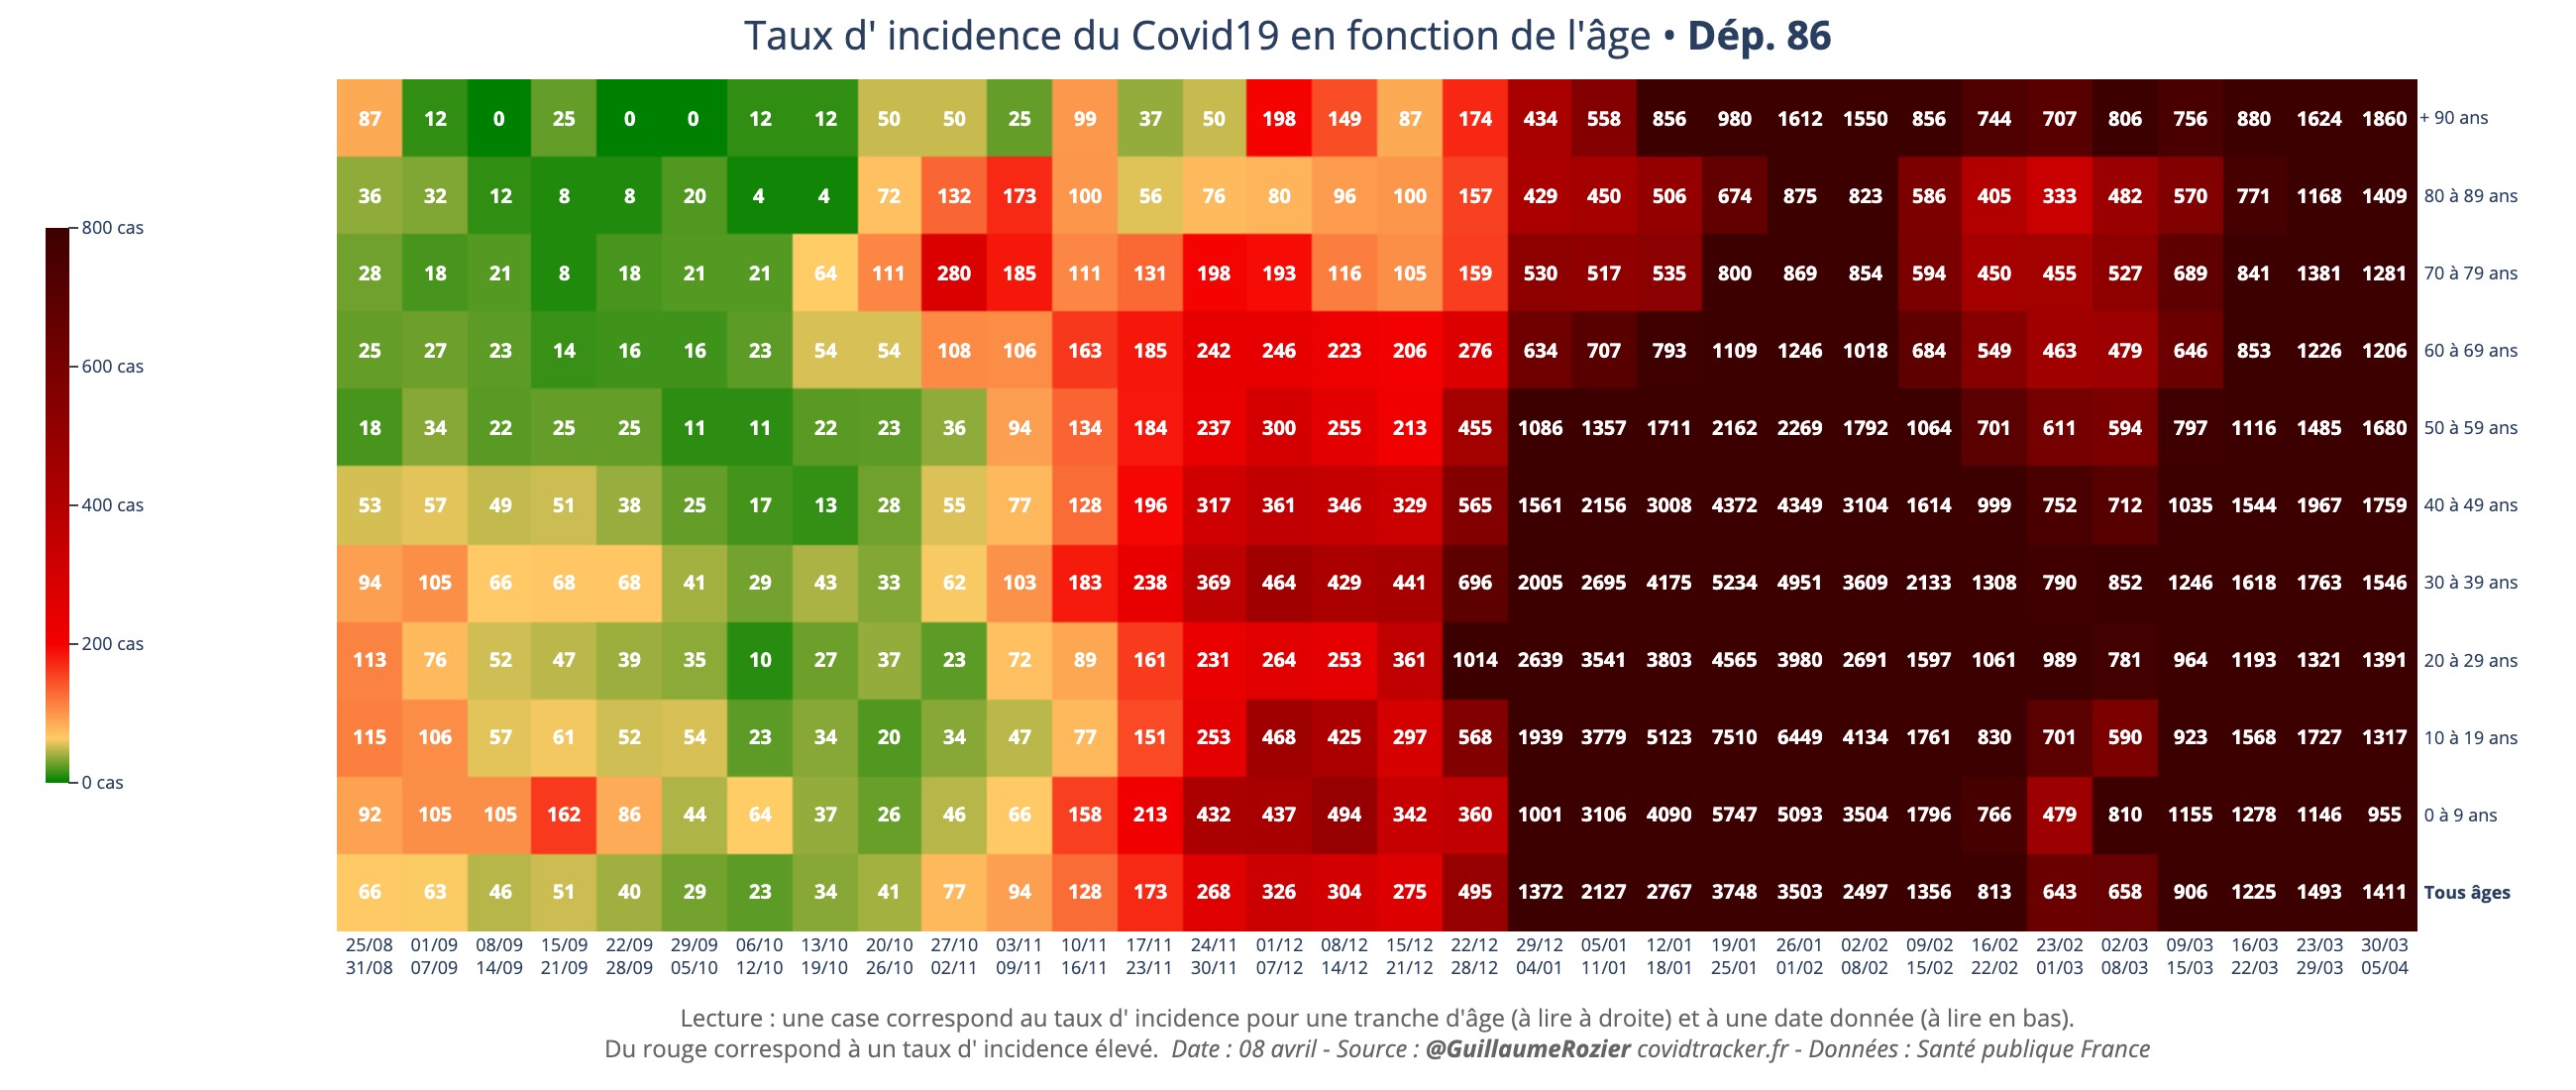 Taux d' incidence du Covid19 en fonction de l'âge • Dép. 86
800 cas
600 cas
400 cas
200 cas
0 cas
87 12 0 25 0 0 12 12 50 50 25 99 37 50 198 149 87 174 434 558 856 980 1612 1550 856 744 707 806 756 880 1624 1860 + 90 ans
36 32 12 8 8 20 4 4 72 132 173 100 56 76 80 96 100 157 429 450 506 674 875 823 586 405 333 482 570 771 1168 1409 80 à 89 ans
28 18 21 8 18 21 21 64 111 280 185 111 131 198 193 116 105 159 530 517 535 800 869 854 594 450 455 527 689 841 1381 1281 70 à 79 ans
25 27 23 14 16 16 23 54 54 108 106 163 185 242 246 223 206 276 634 707 793 1109 1246 1018 684 549 463 479 646 853 1226 1206 60 à 69 ans
18 34 22 25 25 11 11 22 23 36 94 134 184 237 300 255 213 455 1086 1357 1711 2162 2269 1792 1064 701 611 594 797 1116 1485 1680 50 à 59 ans
53 57 49 51 38 25 17 13 28 55 77 128 196 317 361 346 329 565 1561 2156 3008 4372 4349 3104 1614 999 752 712 1035 1544 1967 1759 40 à 49 ans
94 105 66 68 68 41 29 43 33 62 103 183 238 369 464 429 441 696 2005 2695 4175 5234 4951 3609 2133 1308 790 852 1246 1618 1763 1546 30 à 39 ans
113 76 52 47 39 35 10 27 37 23 72 89 161 231 264 253 361 1014 2639 3541 3803 4565 3980 2691 1597 1061 989 781 964 1193 1321 1391 20 à 29 ans
115 106 57 61 52 54 23 34 20 34 47 77 151 253 468 425 297 568 1939 3779 5123 7510 6449 4134 1761 830 701 590 923 1568 1727 1317 10 à 19 ans
92 105 105 162 86 44 64 37 26 46 66 158 213 432 437 494 342 360 1001 3106 4090 5747 5093 3504 1796 766 479 810 1155 1278 1146 955 0 à 9 ans
66 63 46 51 40 29 23 34 41 77 94 128 173 268 326 304 275 495 1372 2127 2767 3748 3503 2497 1356 813 643 658 906 1225 1493 1411 Tous âges
25/08 01/09 08/09 15/09 22/09 29/09 06/10 13/10 20/10 27/10 03/11 10/11 17/11 24/11 01/12 08/12 15/12 22/12 29/12 05/01 12/01 19/01 26/01 02/02 09/02 16/02 23/02 02/03 09/03 16/03 23/03 30/03
31/08 07/09 14/09 21/09 28/09 05/10 12/10 19/10 26/10 02/11 09/11 16/11 23/11 30/11 07/12 14/12 21/12 28/12 04/01 11/01 18/01 25/01 01/02 08/02 15/02 22/02 01/03 08/03 15/03 22/03 29/03 05/04
Lecture : une case correspond au taux d' incidence pour une tranche d'âge (à lire à droite) et à une date donnée (à lire en bas).
Du rouge correspond à un taux d' incidence élevé. Date : 08 avril - Source : @GuillaumeRozier covidtracker.fr - Données : Santé publique France